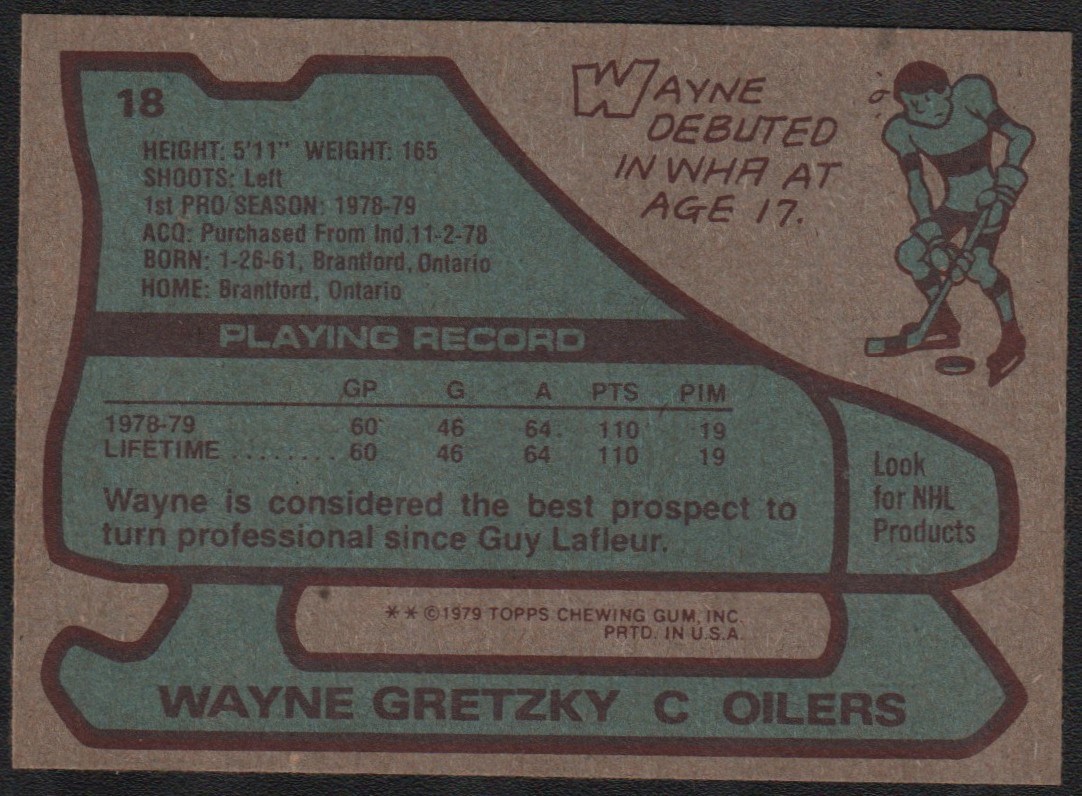 18
HEIGHT: 5'11" WEIGHT: 165
SHOOTS: Left
1st PRO SEASON: 1978-79
ACQ: Purchased From Ind.11-2-78
BORN: 1-26-61, Brantford, Ontario
HOME: Brantford, Ontario
WAYNE
DEBUTED
IN WHA AT
AGE 17.
PLAYING RECORD
GP G A PTS PIM
1978-79 60 46 64 110 19
LIFETIME ........ 60 46 64 110 19
Wayne is considered the best prospect to
turn professional since Guy Lafleur.
Look
for NHL
Products
** ©1979 TOPPS CHEWING GUM, INC.
PRTD. IN U.S.A.
WAYNE GRETZKY C OILERS